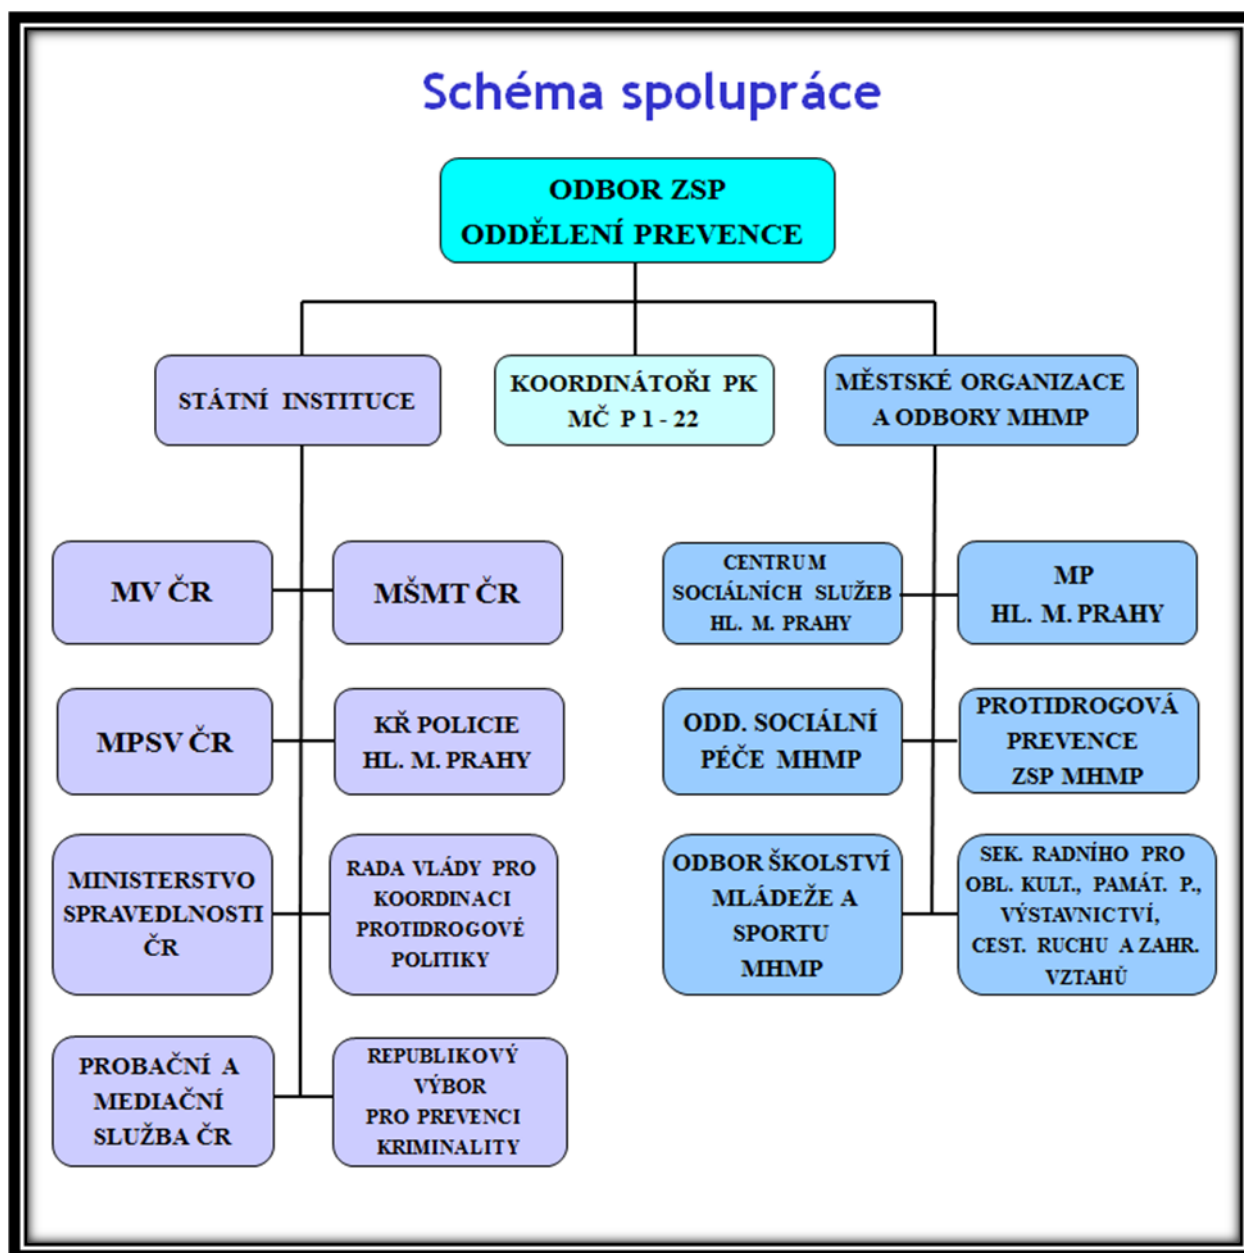 Schéma spolupráce
ODBOR ZSP
ODDĚLENÍ PREVENCE
STÁTNÍ INSTITUCE
KOORDINÁTOŘI PK
MČ P 1 - 22
MĚSTSKÉ ORGANIZACE
A ODBORY MHMP
MV ČR
MŠMT ČR
CENTRUM
SOCIÁLNÍCH SLUŽEB
HL. M. PRAHY
MP
HL. M. PRAHY
MPSV ČR
KŘ POLICIE
HL. M. PRAHY
ODD. SOCIÁLNÍ
PÉČE MHMP
PROTIDROGOVÁ
PREVENCE
ZSP MHMP
MINISTERSTVO
SPRAVEDLNOSTI
ČR
RADA VLÁDY PRO
KOORDINACI
PROTIDROGOVÉ
POLITIKY
ODBOR ŠKOLSTVÍ
MLÁDEŽE A
SPORTU
MHMP
SEK. RADNÍHO PRO
OBL. KULT., PAMÁT. P.,
VÝSTAVNICTVÍ,
CEST. RUCHU A ZAHR.
VZTAHŮ
PROBAČNÍ A
MEDIAČNÍ
SLUŽBA ČR
REPUBLIKOVÝ
VÝBOR
PRO PREVENCI
KRIMINALITY